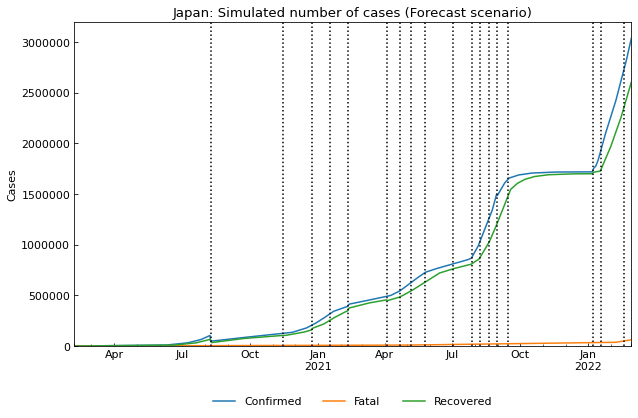 Japan: Simulated number of cases (Forecast scenario)
3000000
2500000
2000000
1500000
1000000
500000
0
Cases
Apr Jul Oct Jan Apr Jul Oct Jan
2021 2022
Confirmed Fatal Recovered